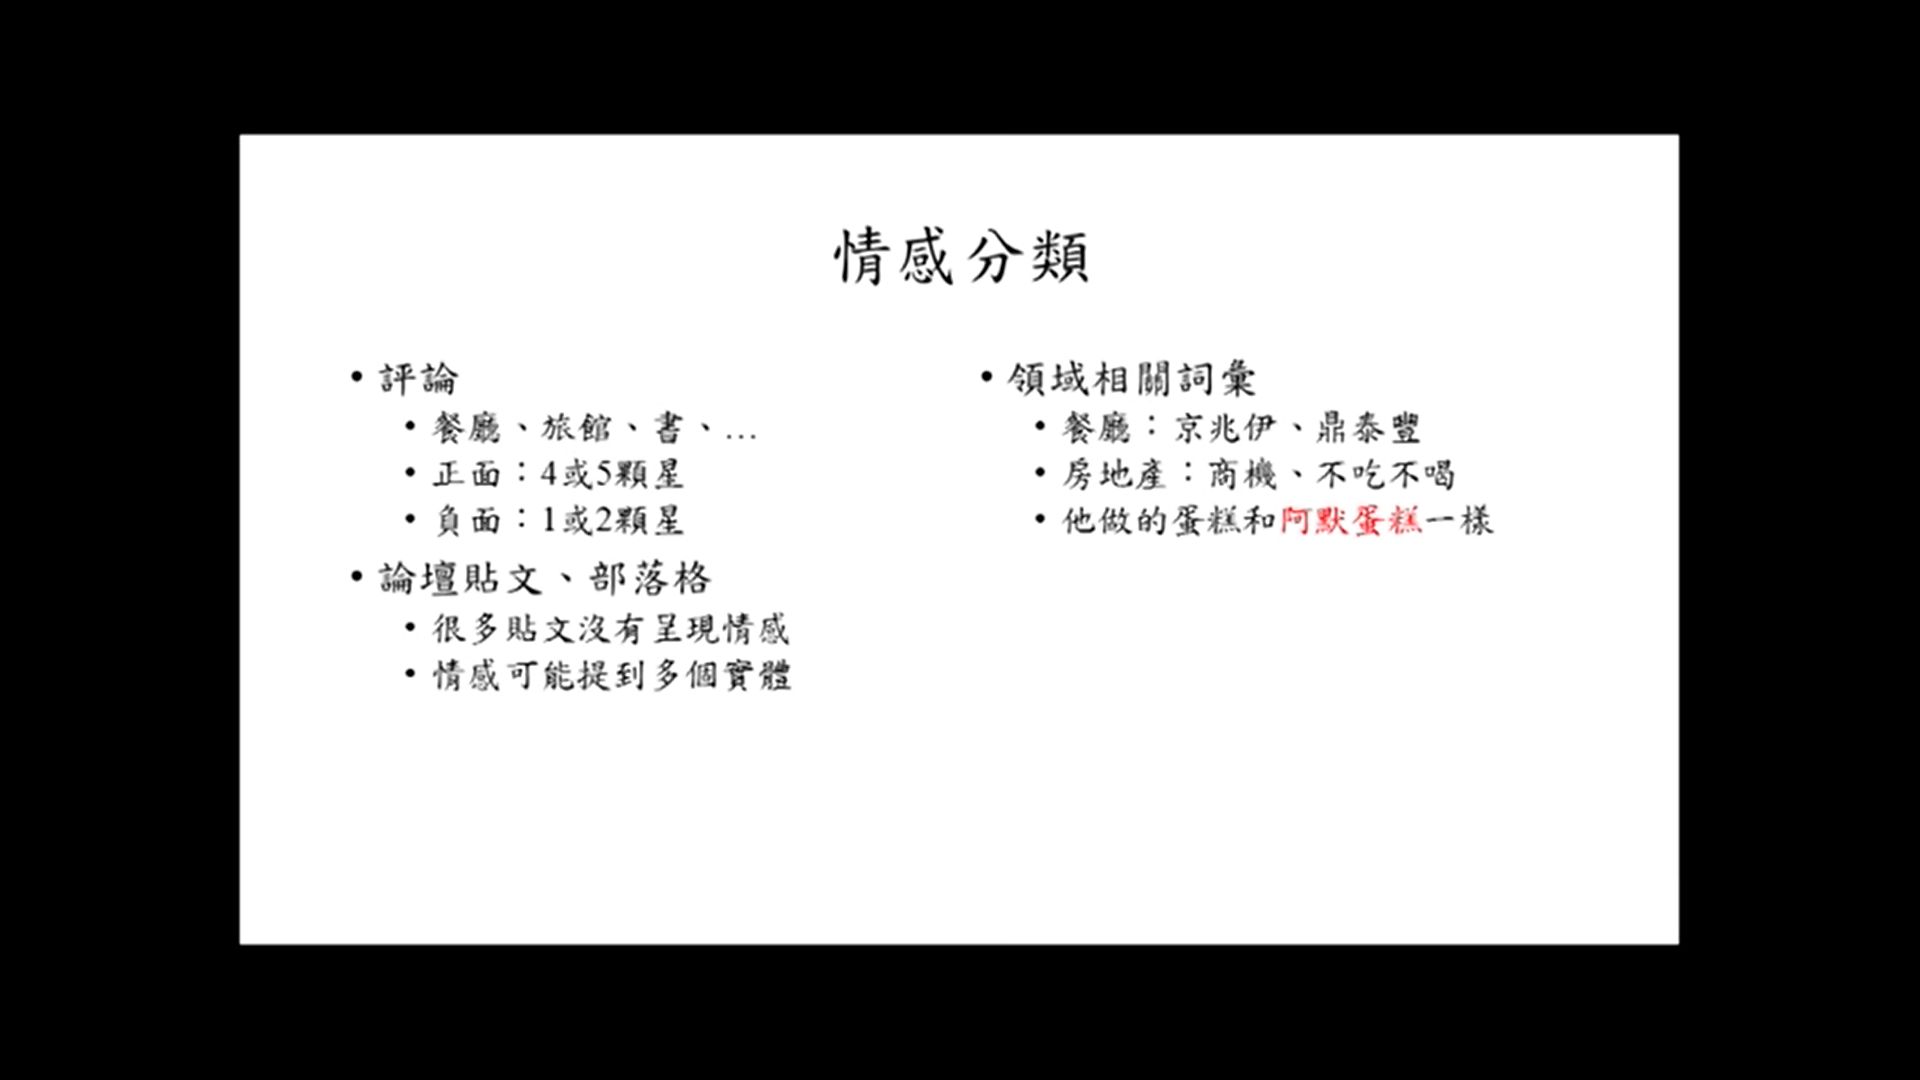 情感分類
• 評論
• 餐廳、旅館、書、…
• 正面：4或5顆星
• 負面：1或2顆星
• 論壇貼文、部落格
• 很多貼文沒有呈現情感
• 情感可能提到多個實體
• 領域相關詞彙
• 餐廳：京兆伊、鼎泰豐
• 房地產：商機、不吃不喝
• 他做的蛋糕和阿默蛋糕一樣